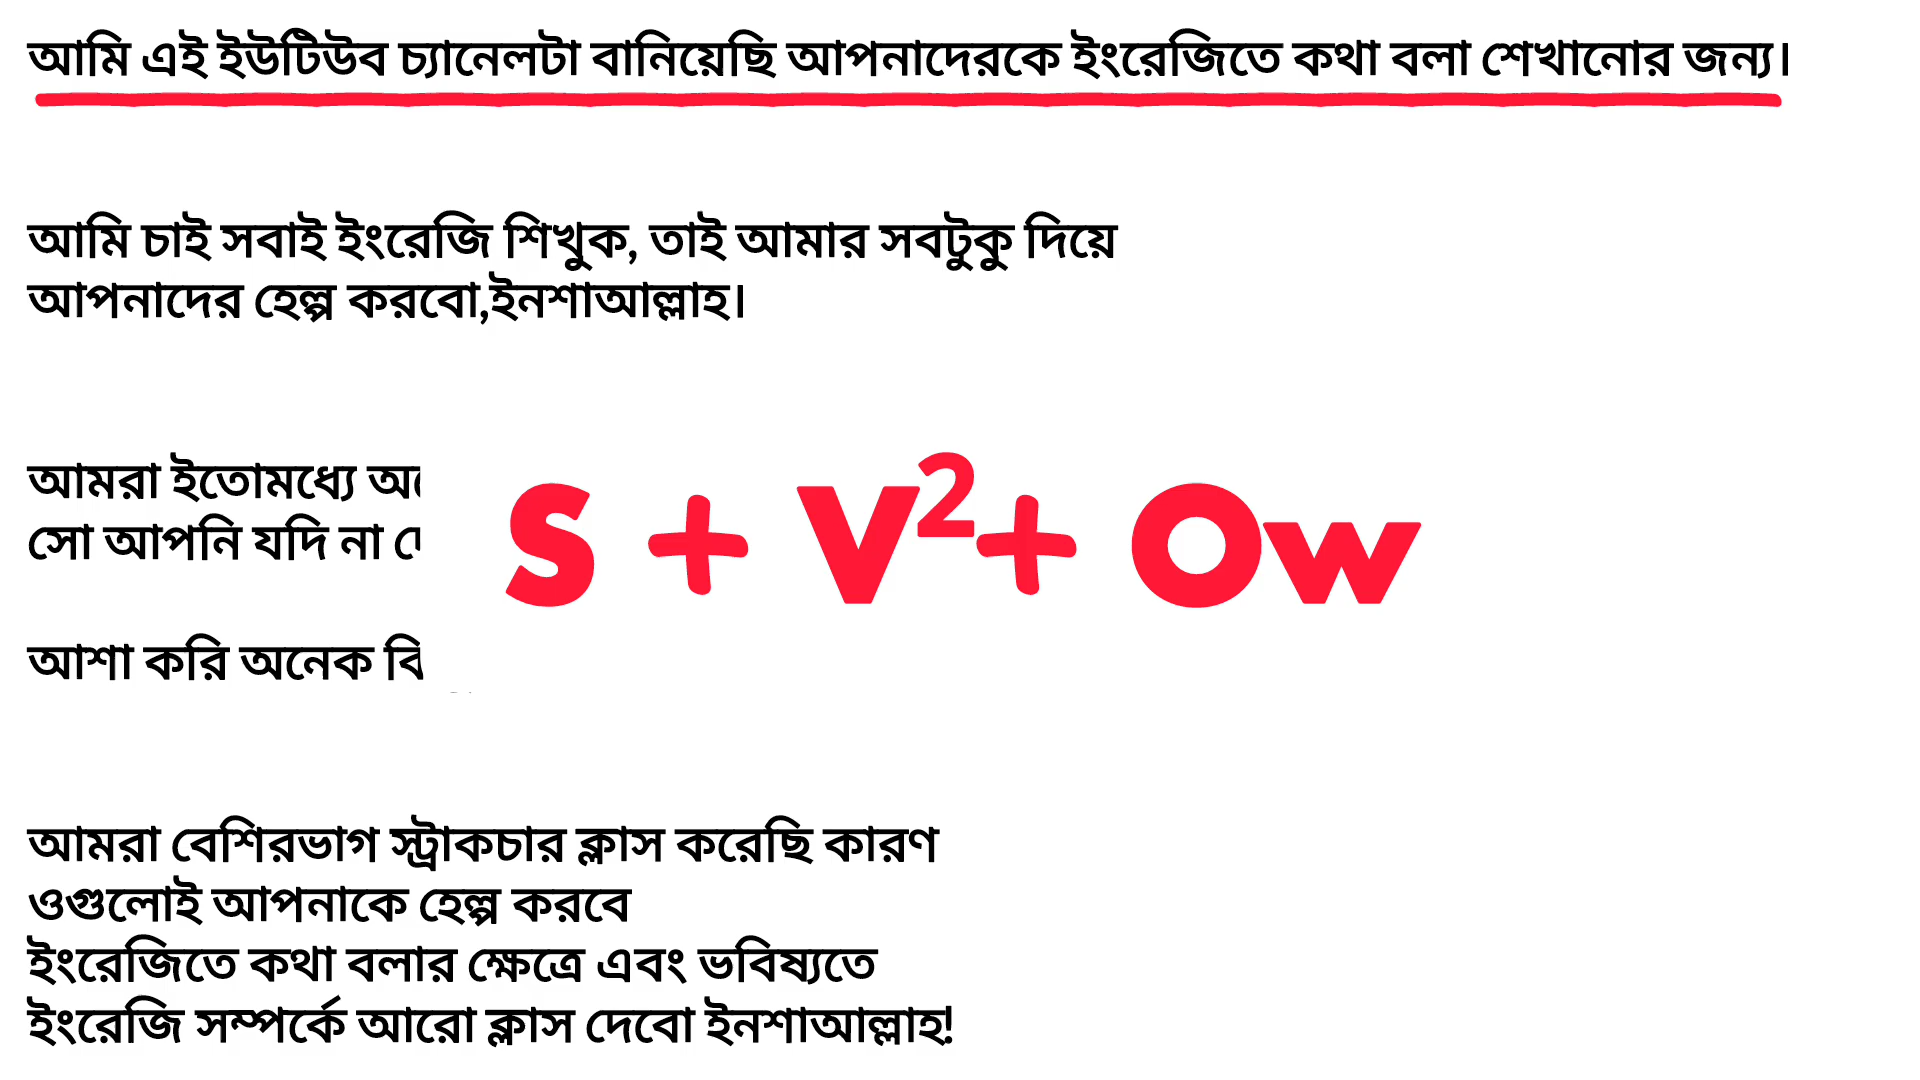 আমি এই ইউটিউব চ্যানেলটা বানিয়েছি আপনাদেরকে ইংরেজিতে কথা বলা শেখানোর জন্য।
আমি চাই সবাই ইংরেজি শিখুক, তাই আমার সবটুকু দিয়ে
আপনাদের হেল্প করবো,ইনশাআল্লাহ।
আমরা ইতোমধ্যে
সো আপনি যদি না
S + V²+ Ow
আশা করি অনেক
আমরা বেশিরভাগ স্ট্রাকচার ক্লাস করেছি কারণ
ওগুলোই আপনাকে হেল্প করবে
ইংরেজিতে কথা বলার ক্ষেত্রে এবং ভবিষ্যতে
ইংরেজি সম্পর্কে আরো ক্লাস দেবো ইনশাআল্লাহ!